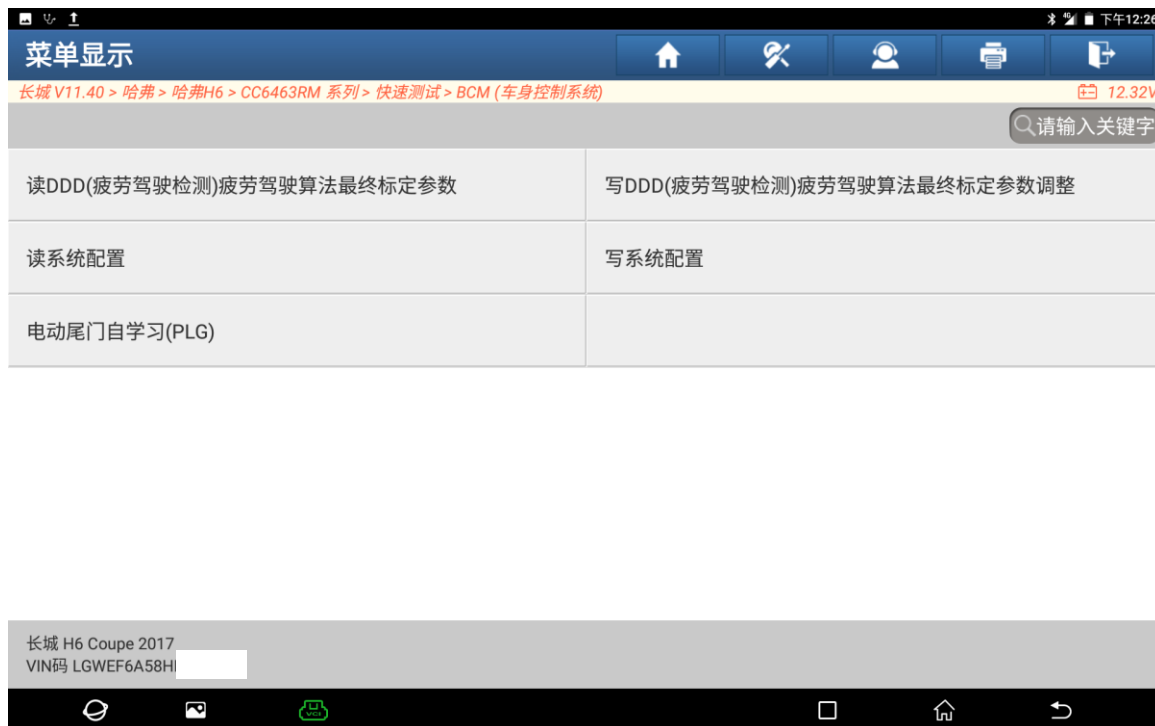 下午12:26
菜单显示
长城 V11.40 > 哈弗 > 哈弗H6 > CC6463RM 系列 > 快速测试 > BCM (车身控制系统)
12.32V
请输入关键字
读DDD(疲劳驾驶检测)疲劳驾驶算法最终标定参数
写DDD(疲劳驾驶检测)疲劳驾驶算法最终标定参数调整
读系统配置
写系统配置
电动尾门自学习(PLG)
长城 H6 Coupe 2017
VIN码 LGWEF6A58H
VCI